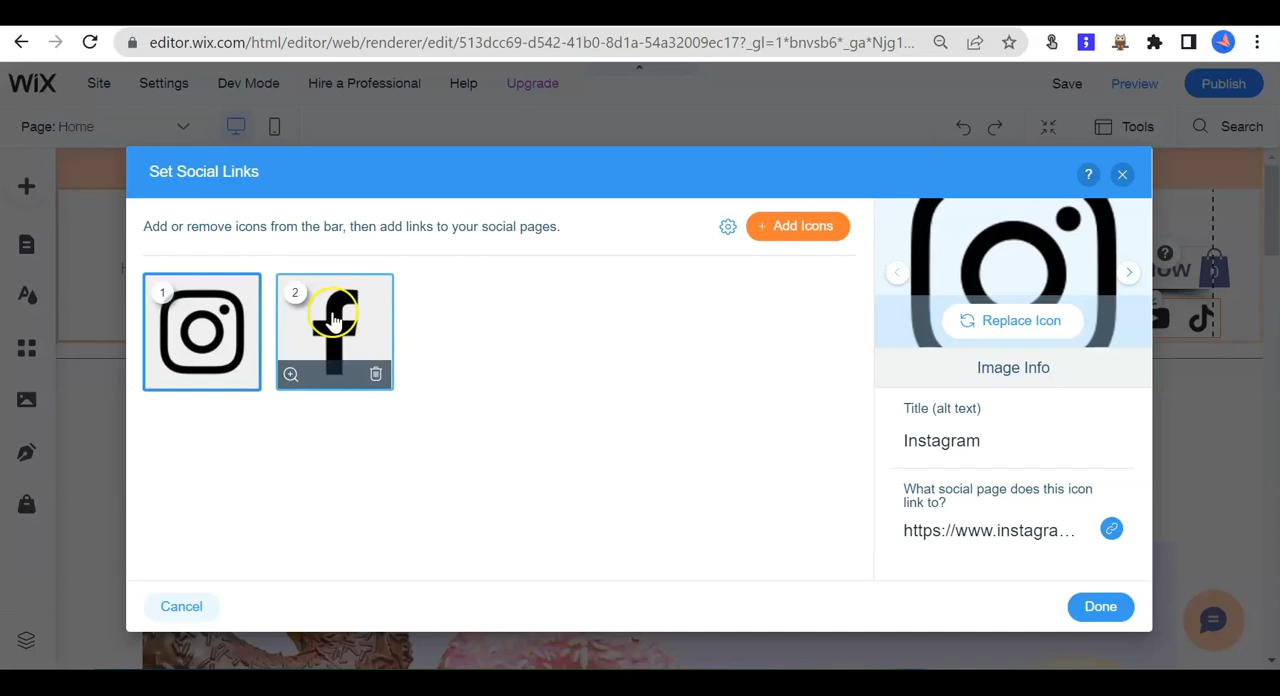 editor.wix.com/html/editor/web/renderer/edit/513dcc69-d542-41b0-8d1a-54a32009ec17?_gl=1*bnvsb6*_ga*Njg1...
WIX Site Settings Dev Mode Hire a Professional Help Upgrade Save Preview Publish
Page: Home Tools Search
Set Social Links ?
Add or remove icons from the bar, then add links to your social pages. + Add Icons
?
1 2
Replace Icon
Image Info
Title (alt text)
Instagram
What social page does this icon
link to?
https://www.instagra...
Cancel Done